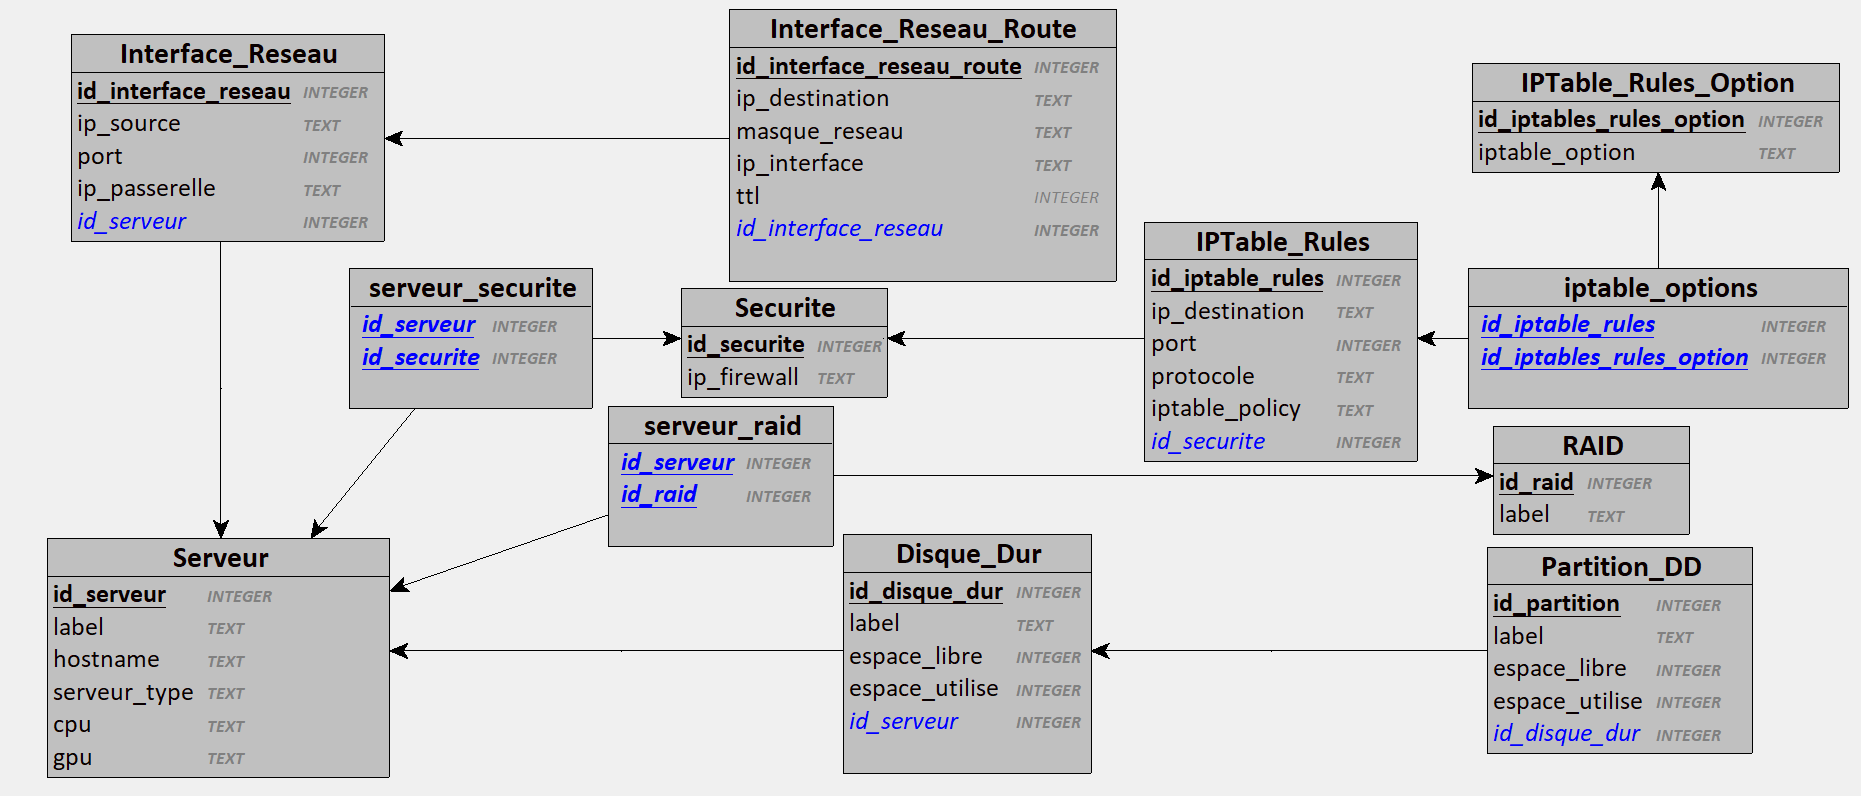 Interface_Reseau
id_interface_reseau INTEGER
ip_source TEXT
port INTEGER
ip_passerelle TEXT
id_serveur INTEGER
Interface_Reseau_Route
id_interface_reseau_route INTEGER
ip_destination TEXT
masque_reseau TEXT
ip_interface TEXT
ttl INTEGER
id_interface_reseau INTEGER
IPTable_Rules_Option
id_iptables_rules_option INTEGER
iptable_option TEXT
serveur_securite
id_serveur INTEGER
id_securite INTEGER
Securite
id_securite INTEGER
ip_firewall TEXT
IPTable_Rules
id_iptable_rules INTEGER
ip_destination TEXT
port INTEGER
protocole TEXT
iptable_policy TEXT
id_securite INTEGER
iptable_options
id_iptable_rules INTEGER
id_iptables_rules_option INTEGER
serveur_raid
id_serveur INTEGER
id_raid INTEGER
RAID
id_raid INTEGER
label TEXT
Serveur
id_serveur INTEGER
label TEXT
hostname TEXT
serveur_type TEXT
cpu TEXT
gpu TEXT
Disque_Dur
id_disque_dur INTEGER
label TEXT
espace_libre INTEGER
espace_utilise INTEGER
id_serveur INTEGER
Partition_DD
id_partition INTEGER
label TEXT
espace_libre INTEGER
espace_utilise INTEGER
id_disque_dur INTEGER